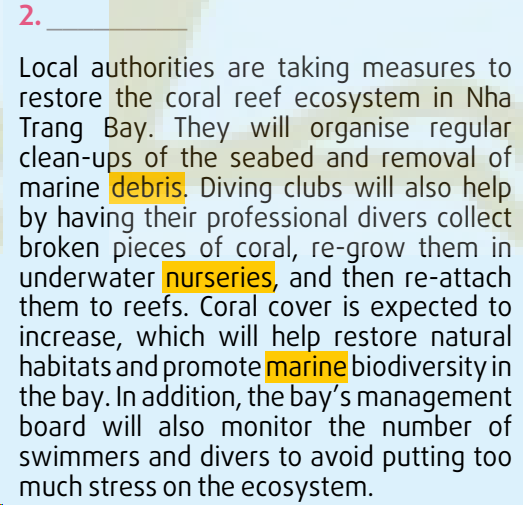 2. __________
Local authorities are taking measures to
restore the coral reef ecosystem in Nha
Trang Bay. They will organise regular
clean-ups of the seabed and removal of
marine debris. Diving clubs will also help
by having their professional divers collect
broken pieces of coral, re-grow them in
underwater nurseries, and then re-attach
them to reefs. Coral cover is expected to
increase, which will help restore natural
habitats and promote marine biodiversity in
the bay. In addition, the bay’s management
board will also monitor the number of
swimmers and divers to avoid putting too
much stress on the ecosystem.